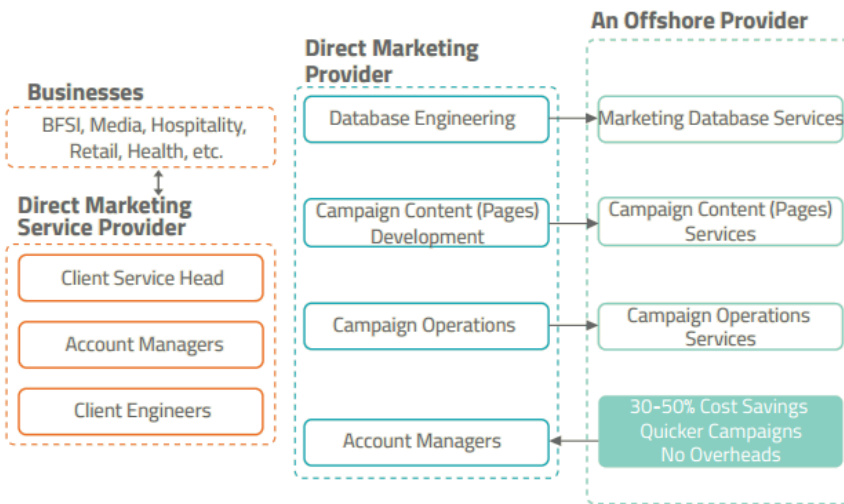 Businesses
BFSI, Media, Hospitality,
Retail, Health, etc.
Direct Marketing
Service Provider
Client Service Head
Account Managers
Client Engineers
Direct Marketing
Provider
Database Engineering
Campaign Content (Pages)
Development
Campaign Operations
Account Managers
An Offshore Provider
Marketing Database Services
Campaign Content (Pages)
Services
Campaign Operations
Services
30-50% Cost Savings
Quicker Campaigns
No Overheads